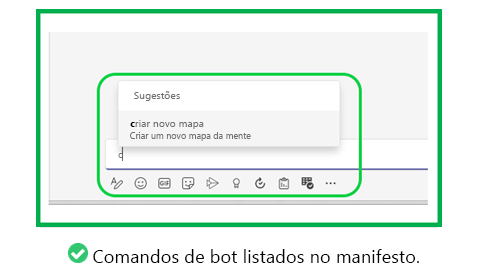 Sugestões
criar novo mapa
Criar um novo mapa da mente
c
GIF
Comandos de bot listados no manifesto.